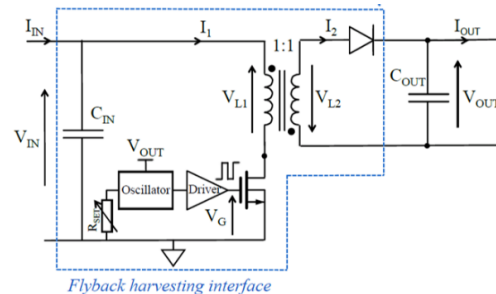 I_IN
I_1
1:1
I_2
I_OUT
V_IN
C_IN
V_L1
V_L2
C_OUT
V_OUT
V_OUT
Oscillator
Driver
R_SET
V_G
Flyback harvesting interface